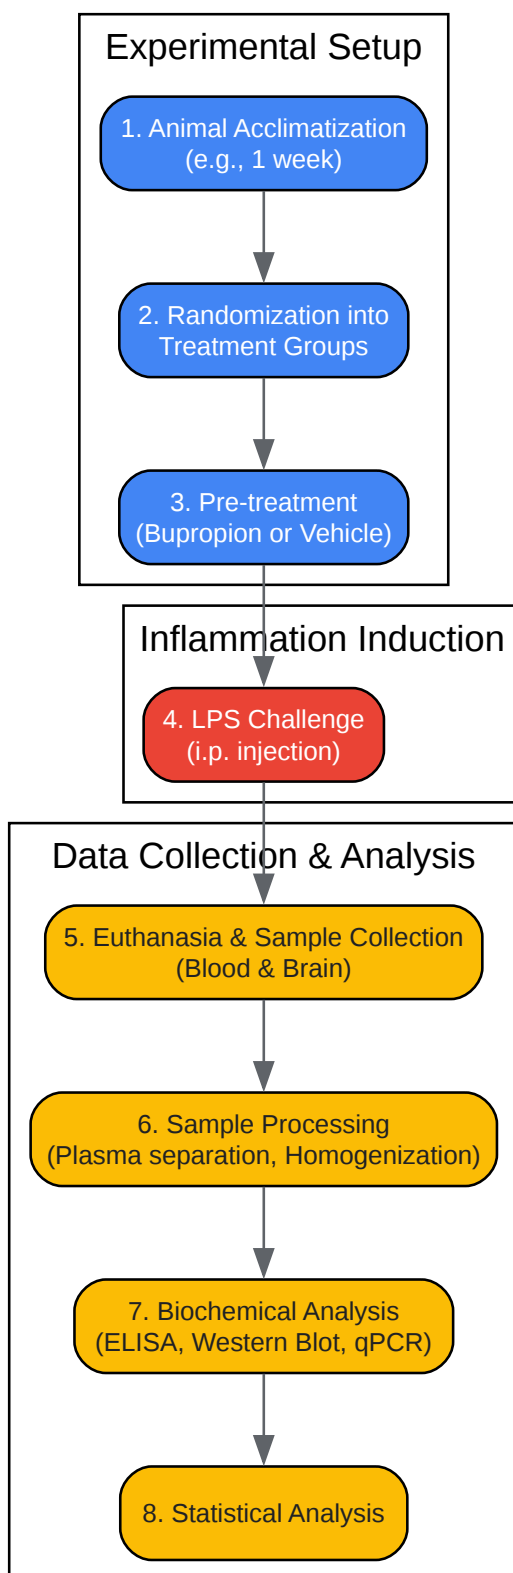 Experimental Setup
1. Animal Acclimatization
(e.g., 1 week)
2. Randomization into
Treatment Groups
3. Pre-treatment
(Bupropion or Vehicle)
Inflammation Induction
4. LPS Challenge
(i.p. injection)
Data Collection & Analysis
5. Euthanasia & Sample Collection
(Blood & Brain)
6. Sample Processing
(Plasma separation, Homogenization)
7. Biochemical Analysis
(ELISA, Western Blot, qPCR)
8. Statistical Analysis